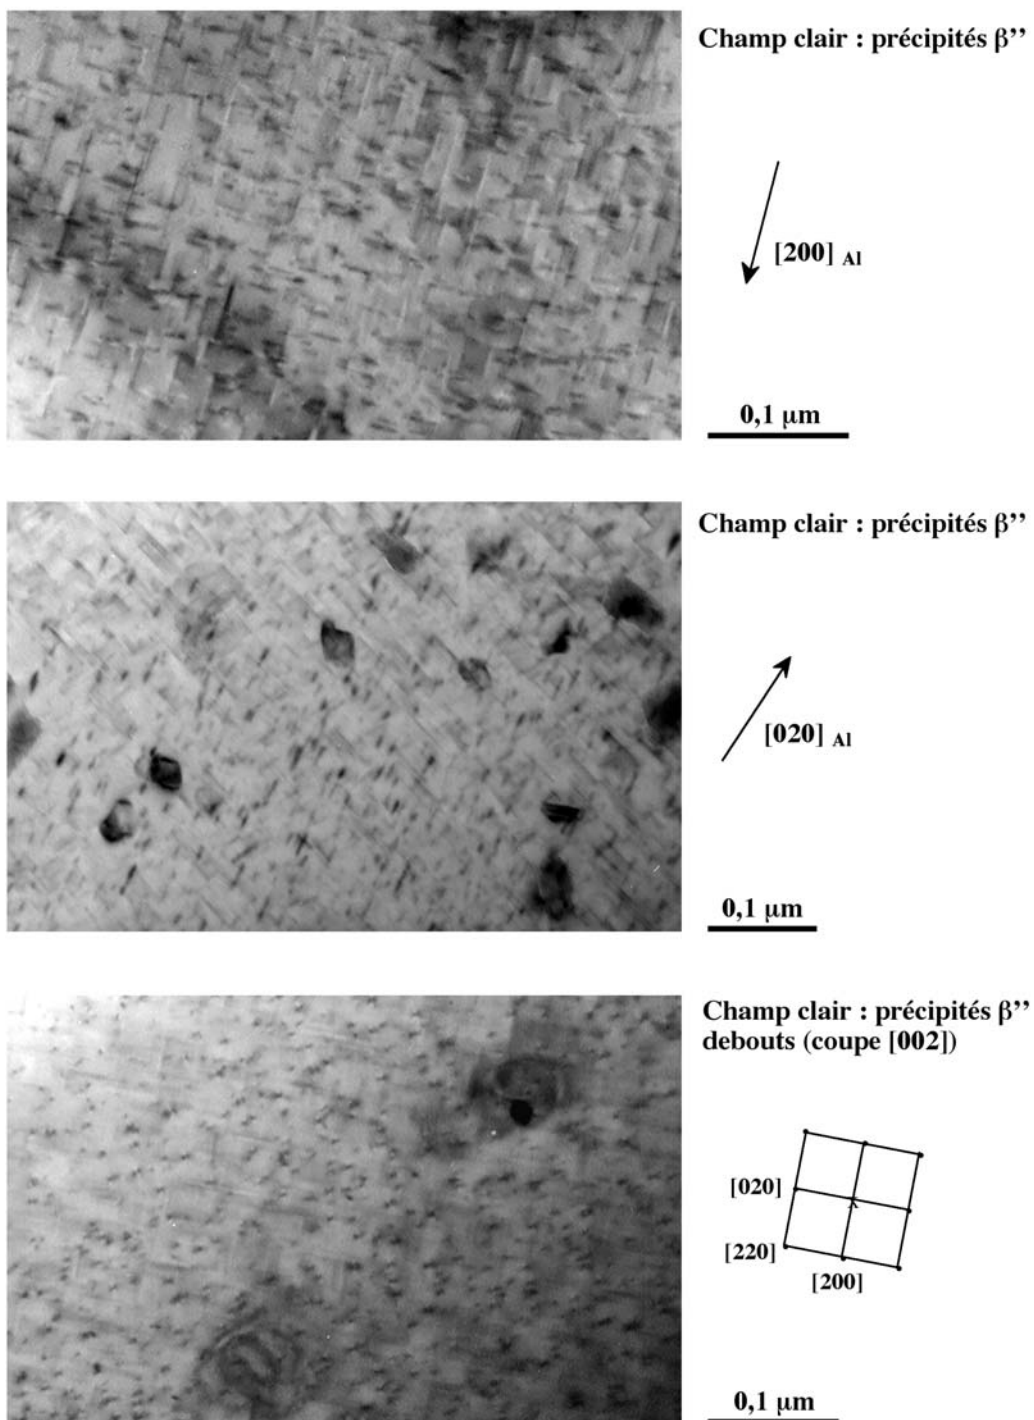 Champ clair : précipités β’’
[200] Al
0,1 µm
Champ clair : précipités β’’
[020] Al
0,1 µm
Champ clair : précipités β’’
debouts (coupe [002])
[020]
[220]
[200]
0,1 µm